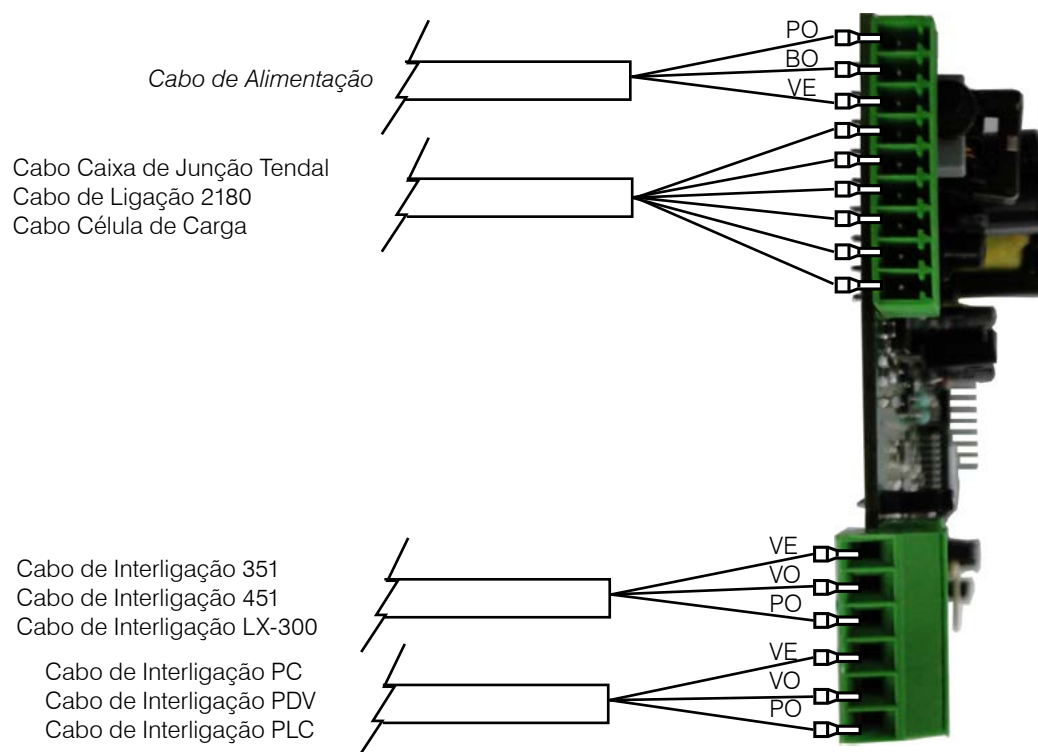 PO
BO
Cabo de Alimentação
VE
Cabo Caixa de Junção Tendal
Cabo de Ligação 2180
Cabo Célula de Carga
VE
Cabo de Interligação 351
VO
Cabo de Interligação 451
PO
Cabo de Interligação LX-300
VE
Cabo de Interligação PC
VO
Cabo de Interligação PDV
PO
Cabo de Interligação PLC